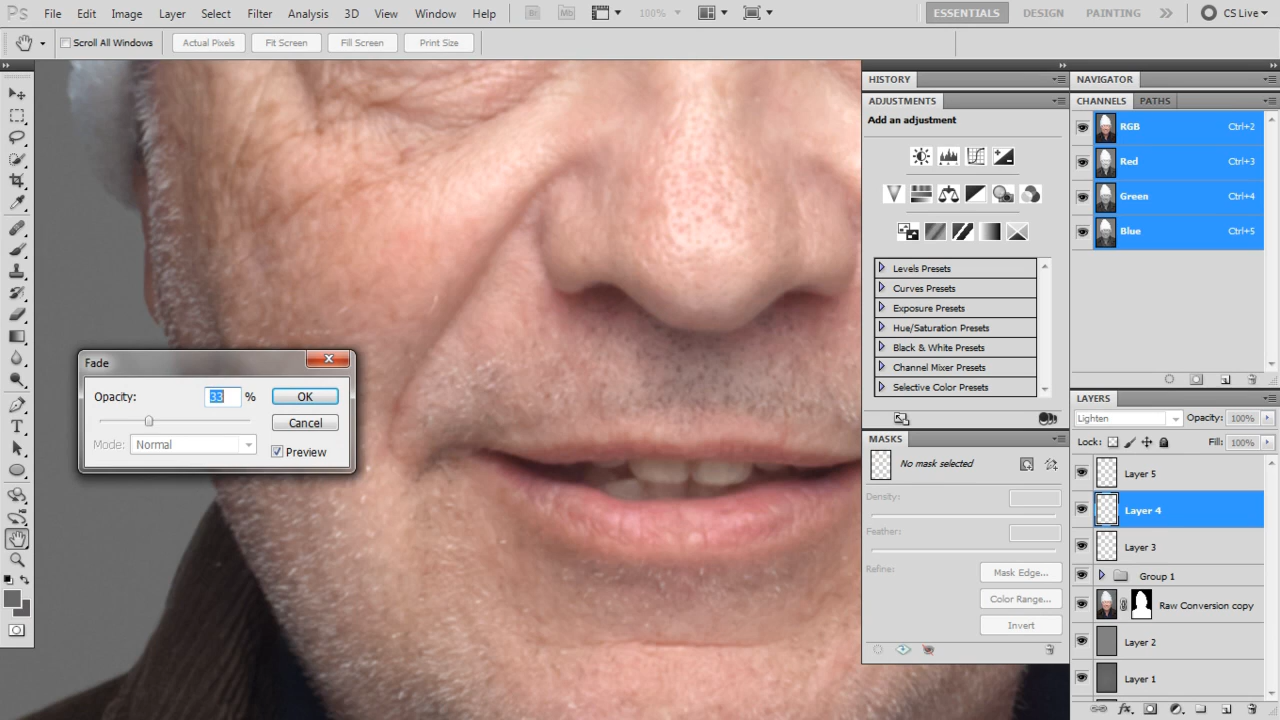 Ps File Edit Image Layer Select Filter Analysis 3D View Window Help Br Mb 100% ESSENTIALS DESIGN PAINTING CS Live
Scroll All Windows Actual Pixels Fit Screen Fill Screen Print Size
HISTORY
ADJUSTMENTS
Add an adjustment
Levels Presets
Curves Presets
Exposure Presets
Hue/Saturation Presets
Black & White Presets
Channel Mixer Presets
Selective Color Presets
MASKS
No mask selected
Density:
Feather:
Refine:
Mask Edge...
Color Range...
Invert
NAVIGATOR
CHANNELS PATHS
RGB Ctrl+2
Red Ctrl+3
Green Ctrl+4
Blue Ctrl+5
LAYERS
Lighten Opacity: 100%
Lock: Fill: 100%
Layer 5
Layer 4
Layer 3
Group 1
Raw Conversion copy
Layer 2
Layer 1
fx
T
Fade
Opacity: 33 % OK
Cancel
Mode: Normal
Preview